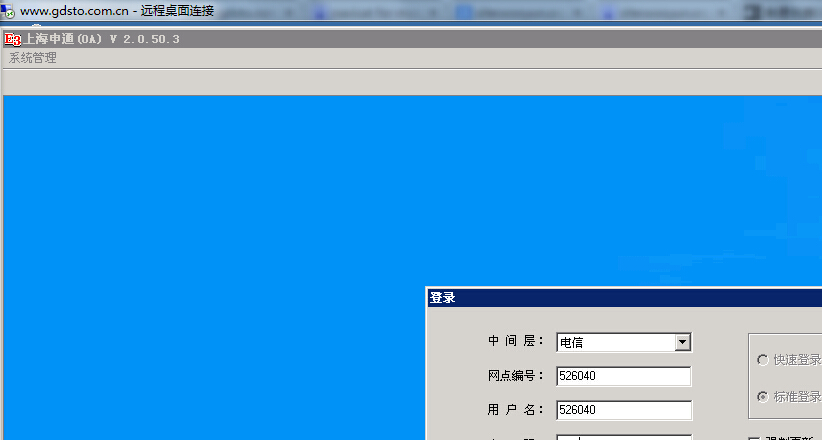 www.gdsto.com.cn - 远程桌面连接
E3 上海申通(OA) V 2.0.50.3
系统管理
登录
中 间 层： 电信
快速登录
网点编号： 526040
标准登录
用 户 名： 526040